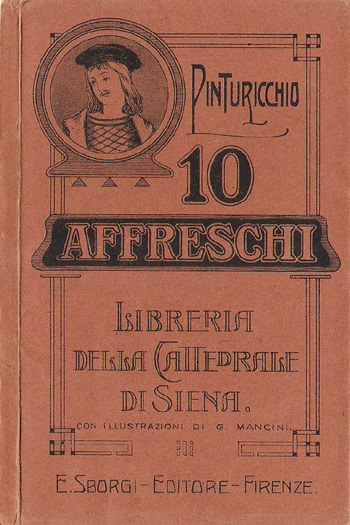 PINTURICCHIO
10
AFFRESCHI
LIBRERIA
DELLA CATTEDRALE
DI SIENA.
CON ILLUSTRAZIONI DI G. MANCINI.
E. SBORGI-EDITORE-FIRENZE.